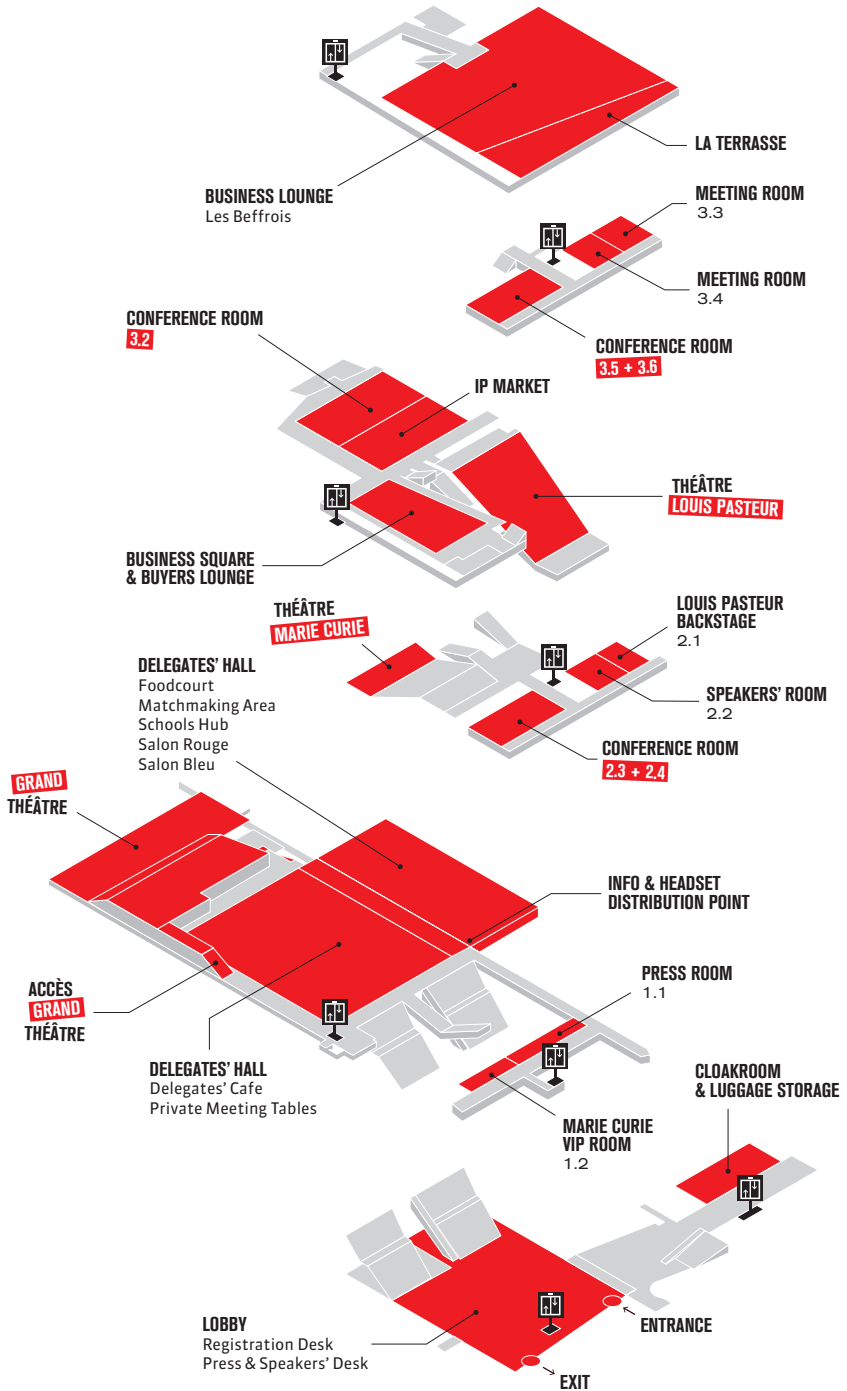 LA TERRASSE
BUSINESS LOUNGE
Les Beffrois
MEETING ROOM
3.3
MEETING ROOM
3.4
CONFERENCE ROOM
3.2
CONFERENCE ROOM
3.5 + 3.6
IP MARKET
THÉÂTRE
LOUIS PASTEUR
BUSINESS SQUARE
& BUYERS LOUNGE
THÉÂTRE
MARIE CURIE
LOUIS PASTEUR
BACKSTAGE
2.1
DELEGATES' HALL
Foodcourt
Matchmaking Area
Schools Hub
Salon Rouge
Salon Bleu
SPEAKERS' ROOM
2.2
CONFERENCE ROOM
2.3 + 2.4
GRAND
THÉÂTRE
INFO & HEADSET
DISTRIBUTION POINT
PRESS ROOM
1.1
ACCÈS
GRAND
THÉÂTRE
DELEGATES' HALL
Delegates' Cafe
Private Meeting Tables
CLOAKROOM
& LUGGAGE STORAGE
MARIE CURIE
VIP ROOM
1.2
LOBBY
Registration Desk
Press & Speakers' Desk
ENTRANCE
EXIT